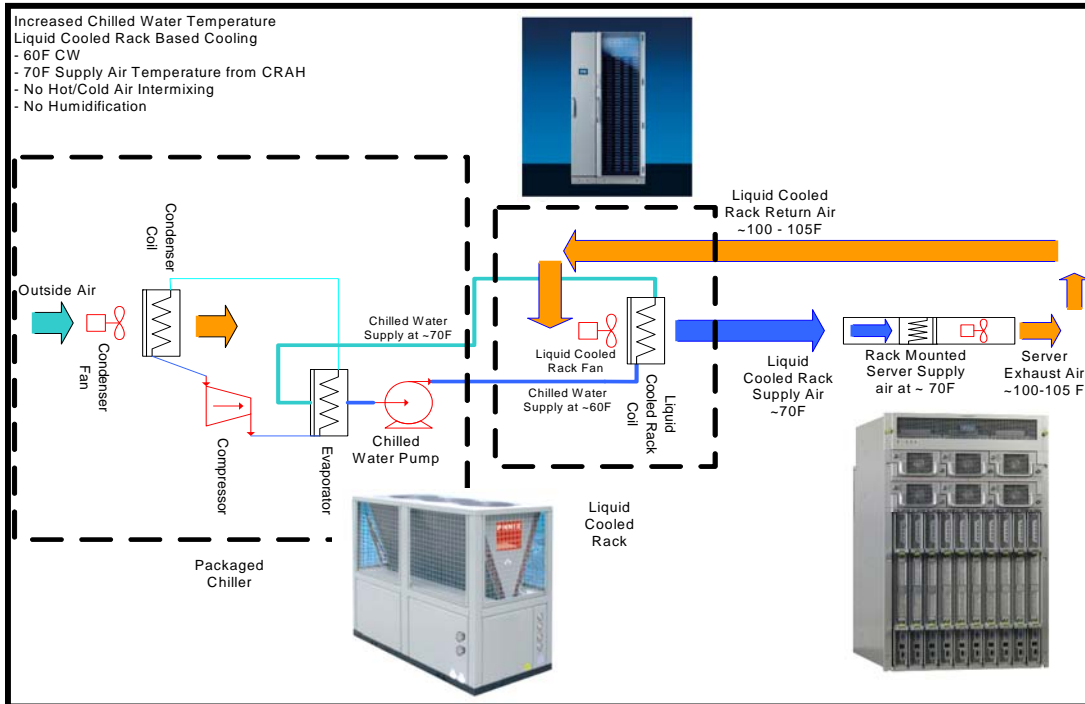 Increased Chilled Water Temperature
Liquid Cooled Rack Based Cooling
- 60F CW
- 70F Supply Air Temperature from CRAH
- No Hot/Cold Air Intermixing
- No Humidification
Condenser
Coil
Outside Air
Condenser
Fan
Compressor
Evaporator
Chilled Water
Supply at ~70F
Chilled
Water Pump
Packaged
Chiller
Liquid Cooled
Rack Fan
Chilled Water
Supply at ~60F
Liquid
Cooled Rack
Coil
Liquid
Cooled
Rack
Liquid Cooled
Rack Return Air
~100 - 105F
Liquid
Cooled Rack
Supply Air
~70F
Rack Mounted
Server Supply
air at ~ 70F
Server
Exhaust Air
~100-105 F